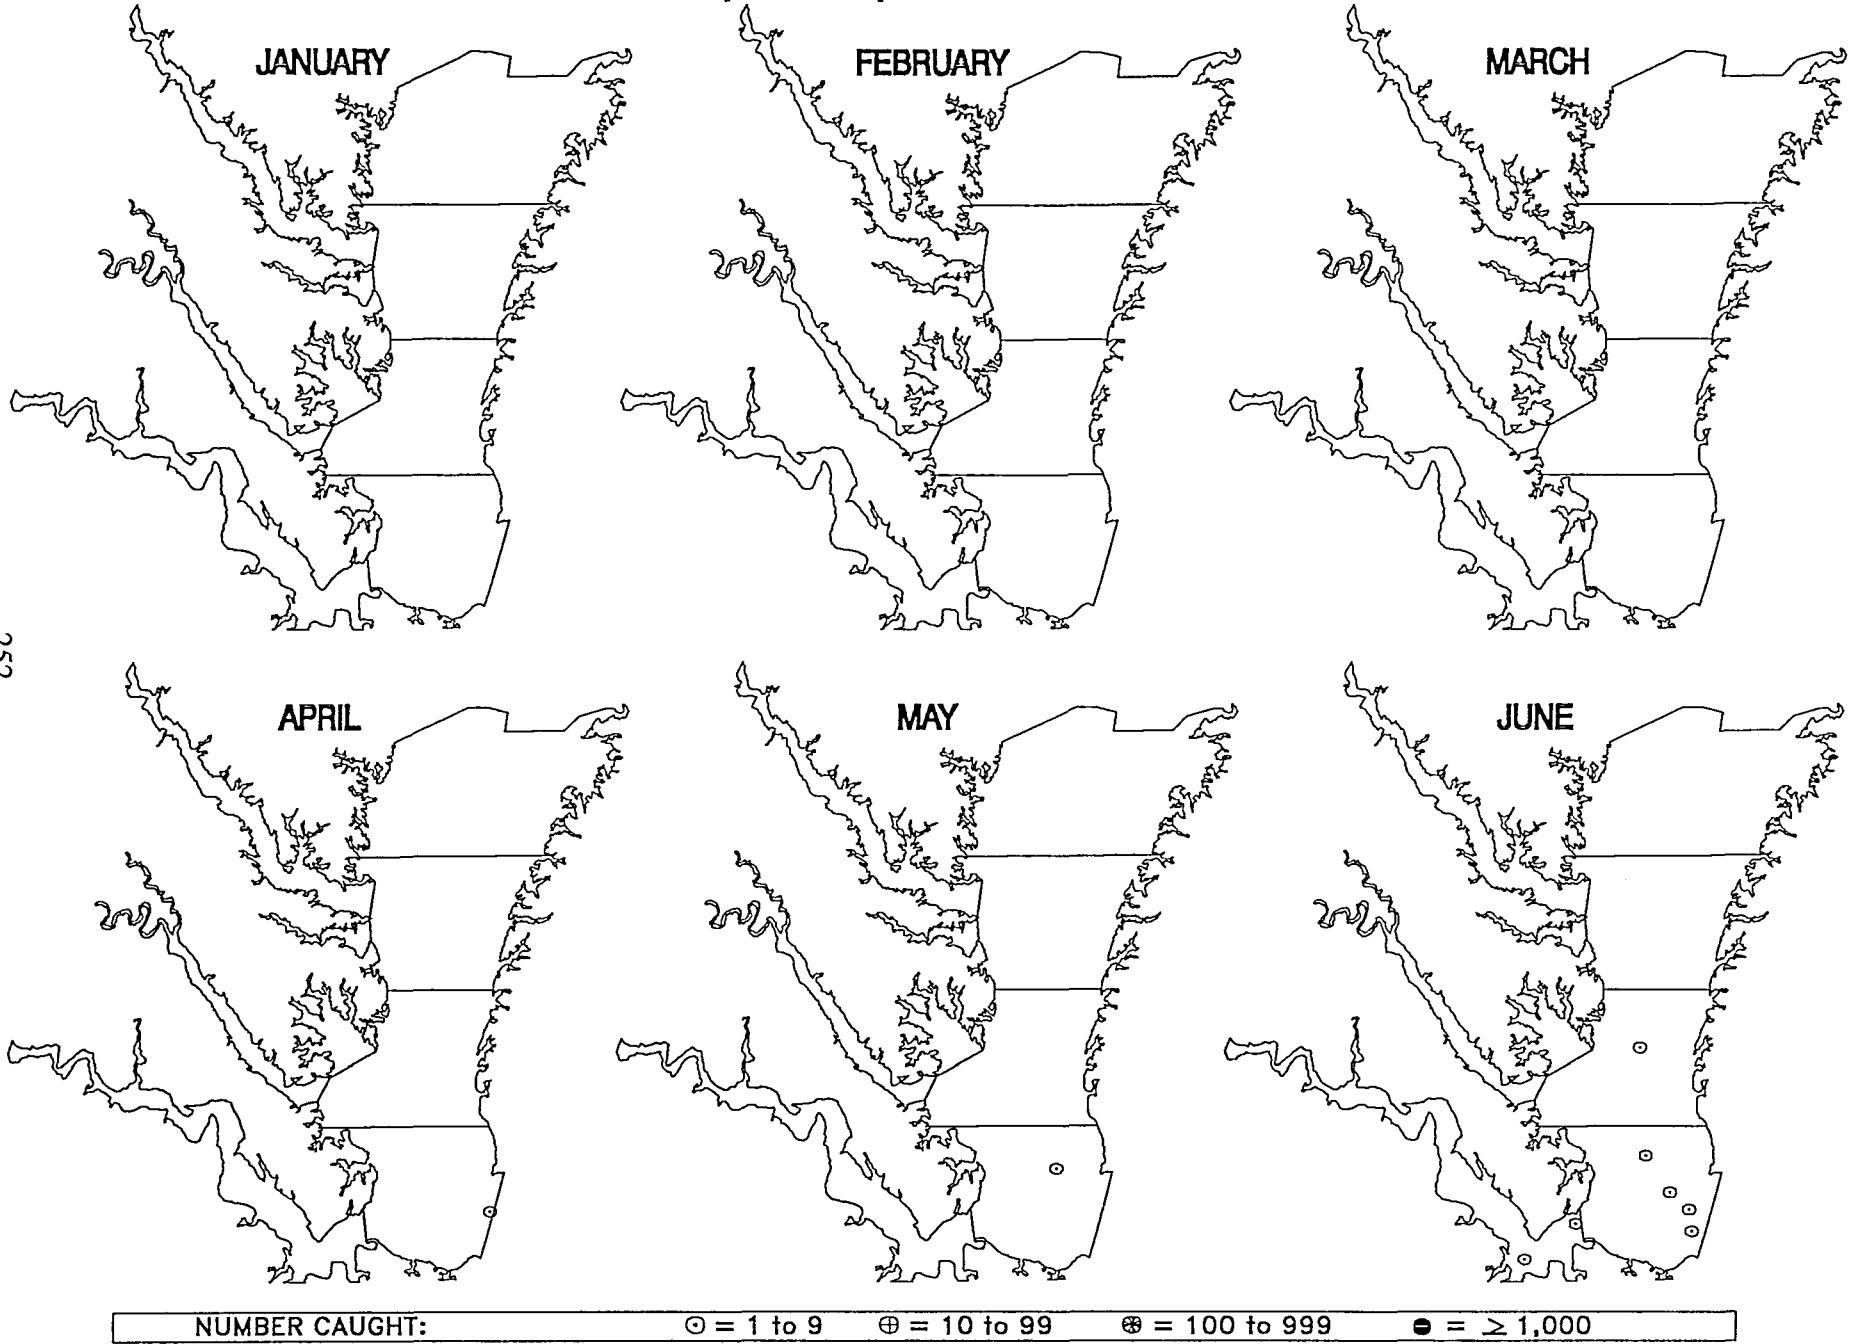 JANUARY
FEBRUARY
MARCH
252
APRIL
MAY
JUNE
NUMBER CAUGHT: ⊙ = 1 to 9 ⊕ = 10 to 99 ⊛ = 100 to 999 ⊖ = ≥ 1,000